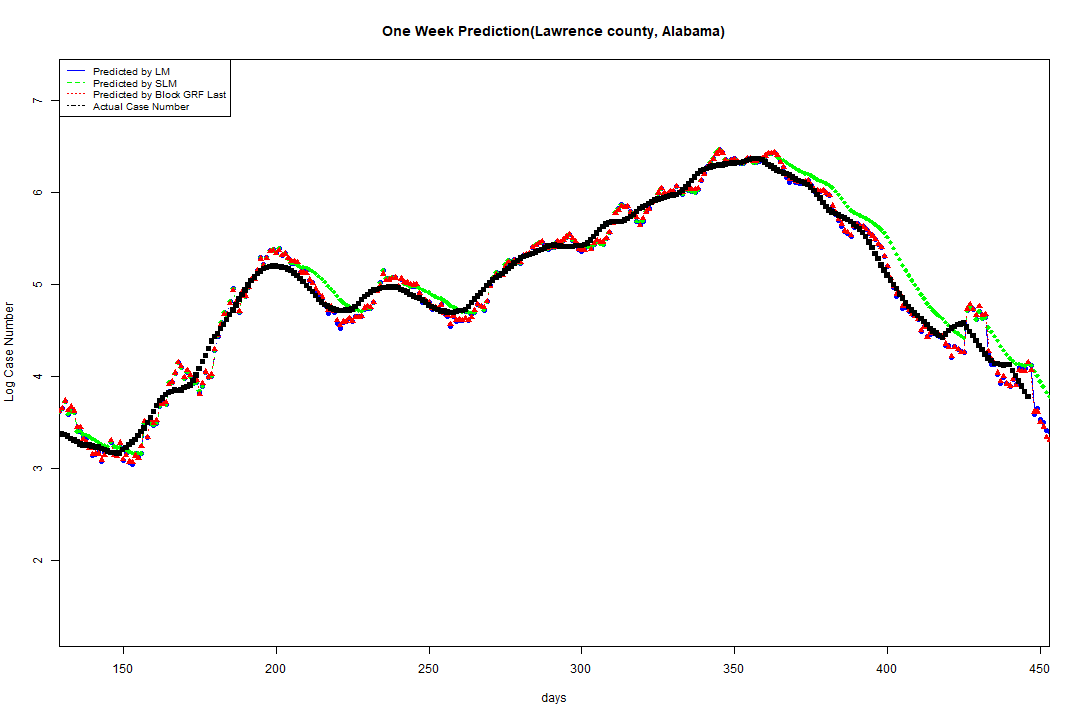 One Week Prediction(Lawrence county, Alabama)
Predicted by LM
Predicted by SLM
Predicted by Block GRF Last
Actual Case Number
7
6
5
4
3
2
Log Case Number
150 200 250 300 350 400 450
days